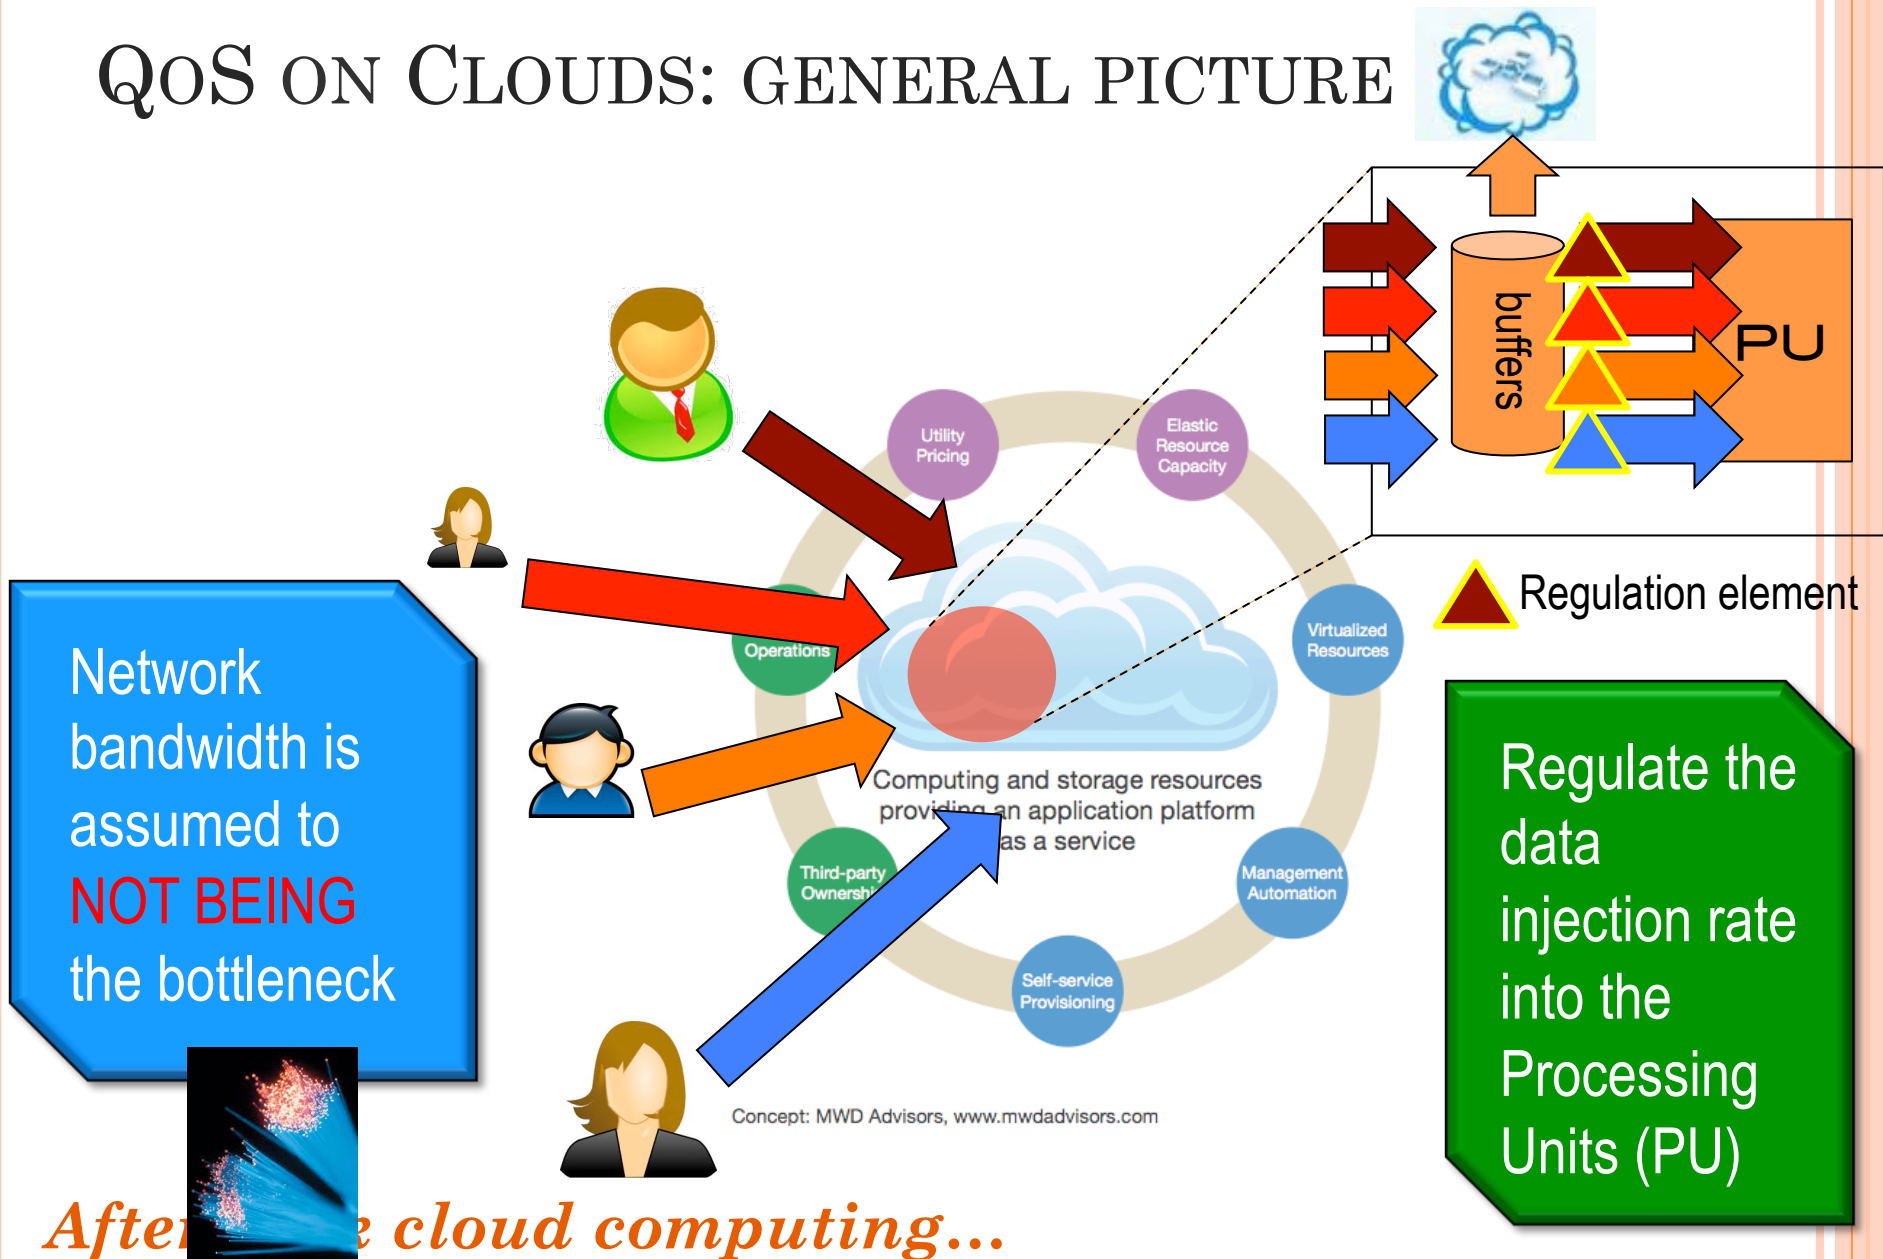 QoS on Clouds: general picture
buffers
PU
Regulation element
Utility
Pricing
Elastic
Resource
Capacity
Operations
Virtualized
Resources
Network
bandwidth is
assumed to
NOT BEING
the bottleneck
Computing and storage resources
providing an application platform
as a service
Third-party
Management
Automation
Self-service
Provisioning
Regulate the
data
injection rate
into the
Processing
Units (PU)
Concept: MWD Advisors, www.mwdadvisors.com
cloud computing...